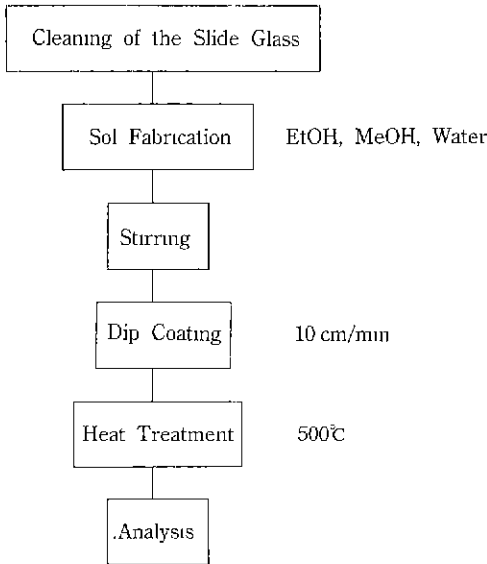 Cleaning of the Slide Glass
Sol Fabrication
EtOH, MeOH, Water
Stirring
Dip Coating
10 cm/min
Heat Treatment
500℃
Analysis